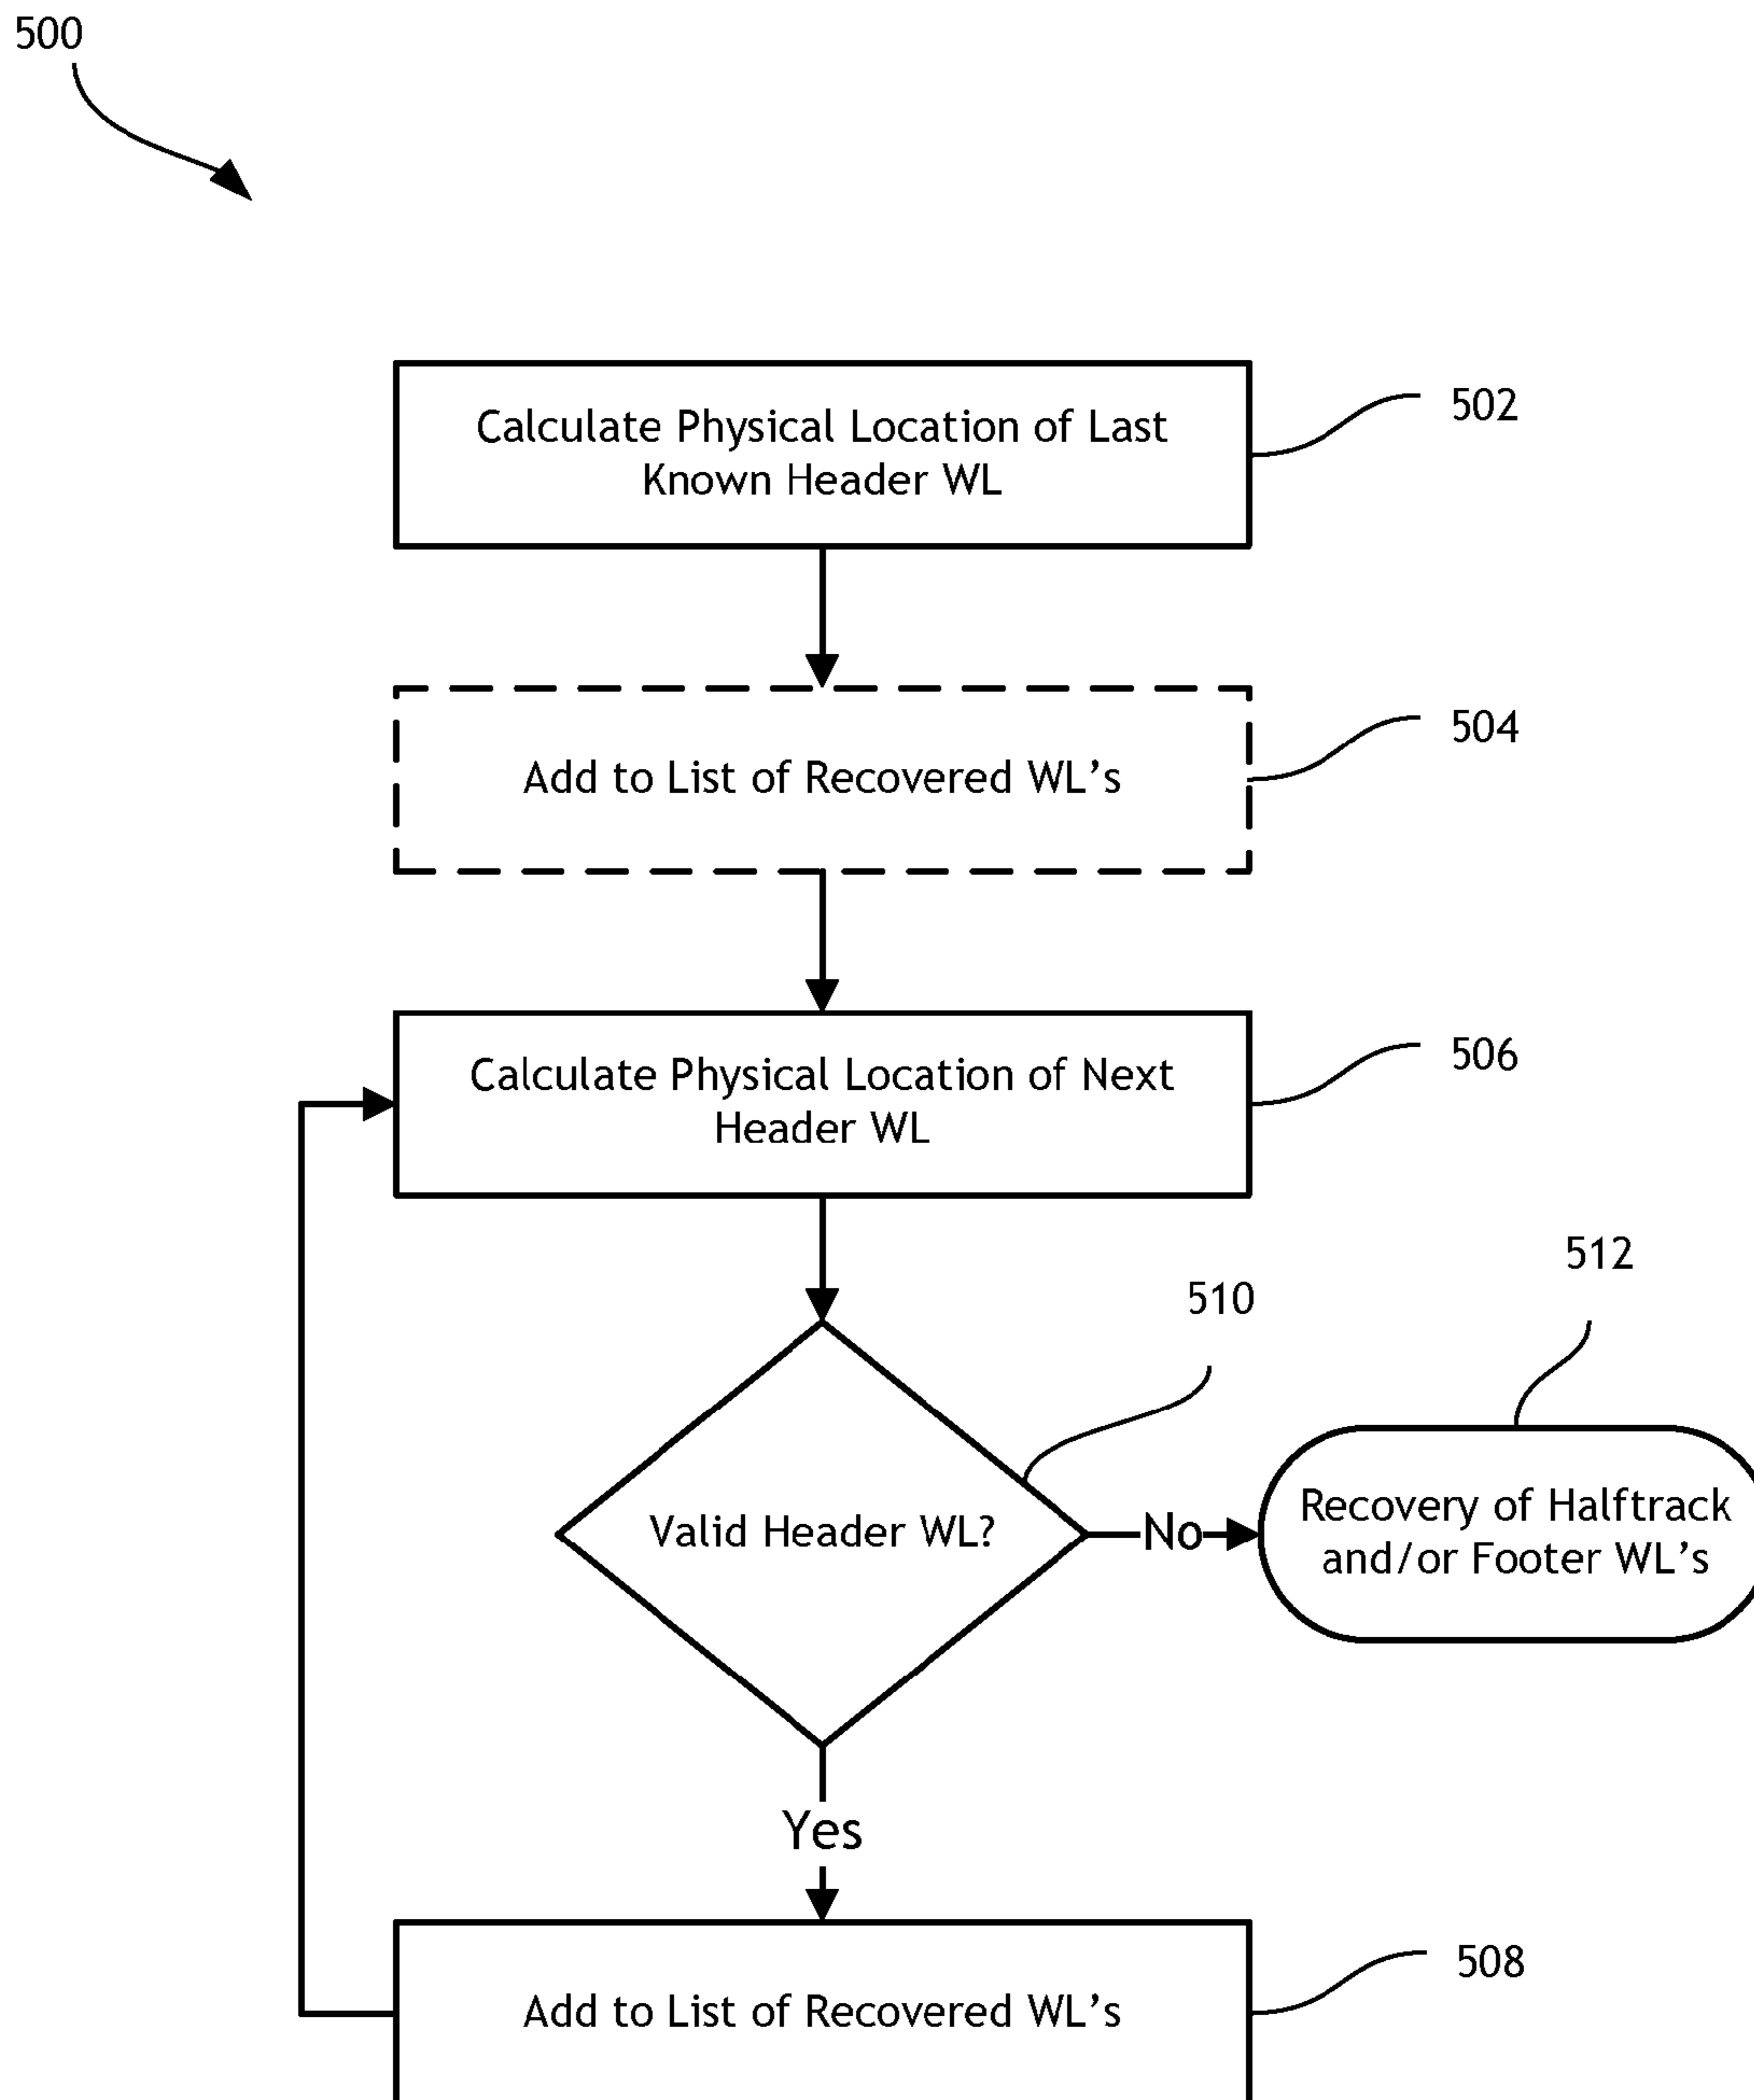 500
Calculate Physical Location of Last
Known Header WL
502
Add to List of Recovered WL's
504
Calculate Physical Location of Next
Header WL
506
512
510
Valid Header WL?
No
Recovery of Halftrack
and/or Footer WL's
Yes
508
Add to List of Recovered WL's